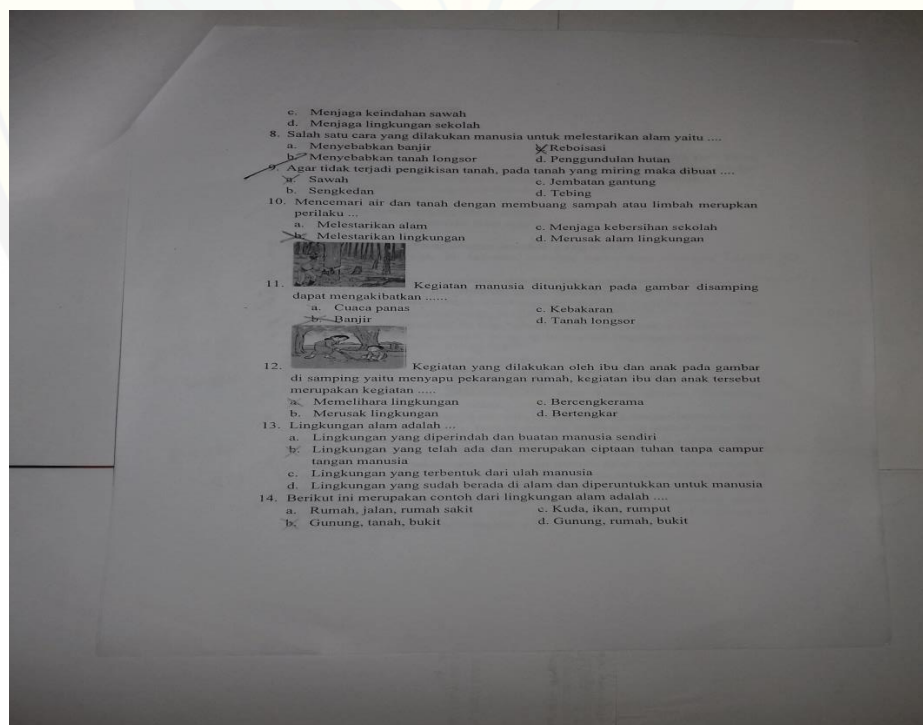 c. Menjaga keindahan sawah
d. Menjaga lingkungan sekolah
8. Salah satu cara yang dilakukan manusia untuk melestarikan alam yaitu ....
a. Menyebabkan banjir c. Reboisasi
b. Menyebabkan tanah longsor d. Penggundulan hutan
9. Agar tidak terjadi pengikisan tanah, pada tanah yang miring maka dibuat ....
a. Sawah c. Jembatan gantung
b. Sengkedan d. Tebing
10. Mencemari air dan tanah dengan membuang sampah atau limbah merupkan
perilaku ...
a. Melestarikan alam c. Menjaga kebersihan sekolah
b. Melestarikan lingkungan d. Merusak alam lingkungan
11. Kegiatan manusia ditunjukkan pada gambar disamping
dapat mengakibatkan ......
a. Cuaca panas c. Kebakaran
b. Banjir d. Tanah longsor
12. Kegiatan yang dilakukan oleh ibu dan anak pada gambar
di samping yaitu menyapu pekarangan rumah, kegiatan ibu dan anak tersebut
merupakan kegiatan .....
a. Memelihara lingkungan c. Bercengkerama
b. Merusak lingkungan d. Bertengkar
13. Lingkungan alam adalah ...
a. Lingkungan yang diperindah dan buatan manusia sendiri
b. Lingkungan yang telah ada dan merupakan ciptaan tuhan tanpa campur
tangan manusia
c. Lingkungan yang terbentuk dari ulah manusia
d. Lingkungan yang sudah berada di alam dan diperuntukkan untuk manusia
14. Berikut ini merupakan contoh dari lingkungan alam adalah ....
a. Rumah, jalan, rumah sakit c. Kuda, ikan, rumput
b. Gunung, tanah, bukit d. Gunung, rumah, bukit